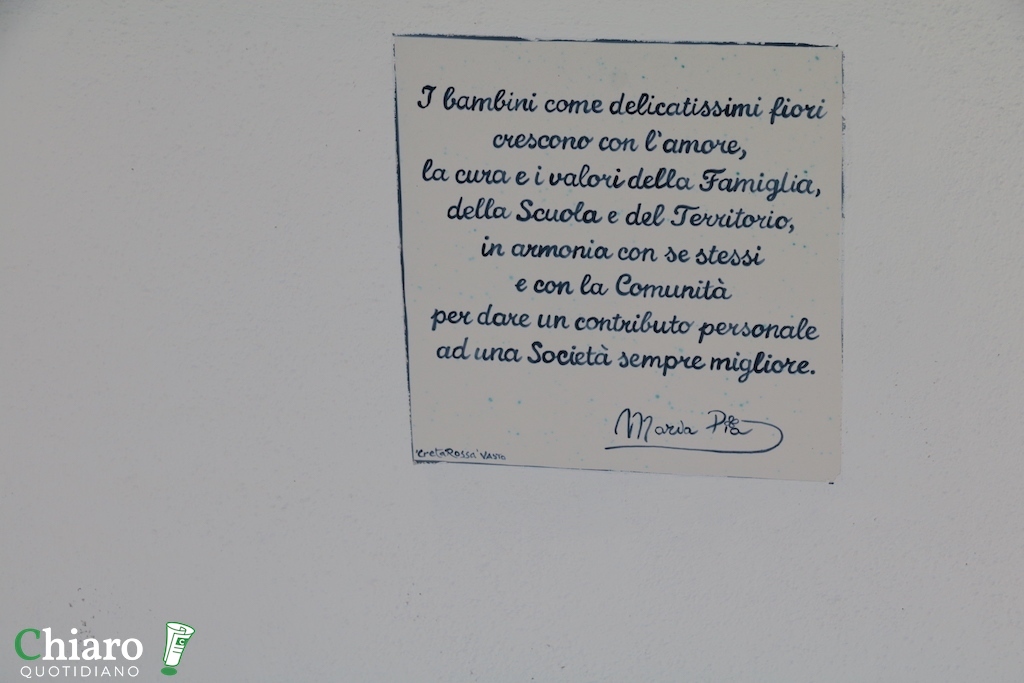 I bambini come delicatissimi fiori
crescono con l'amore,
la cura e i valori della Famiglia,
della Scuola e del Territorio,
in armonia con se stessi
e con la Comunità
per dare un contributo personale
ad una Società sempre migliore.
Maria Pia
"CretaRossa" VASTO
Chiaro
QUOTIDIANO